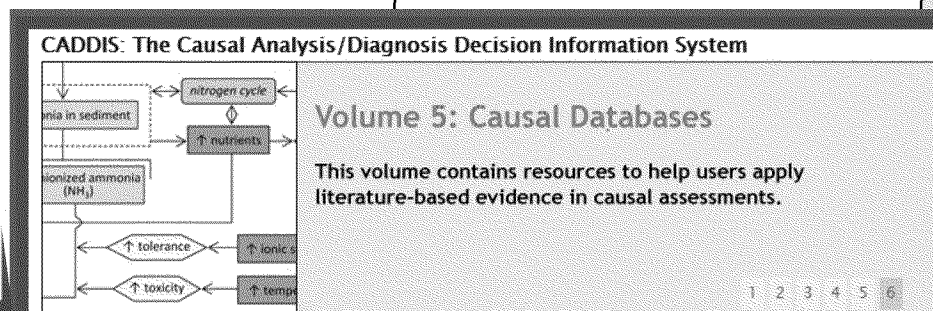 CADDIS: The Causal Analysis/Diagnosis Decision Information System
nitrogen cycle
nia in sediment
↑ nutrients
ionized ammonia
(NH₃)
↑ tolerance
↑ ionic s
↑ toxicity
↑ tempe
Volume 5: Causal Databases
This volume contains resources to help users apply
literature-based evidence in causal assessments.
1 2 3 4 5 6